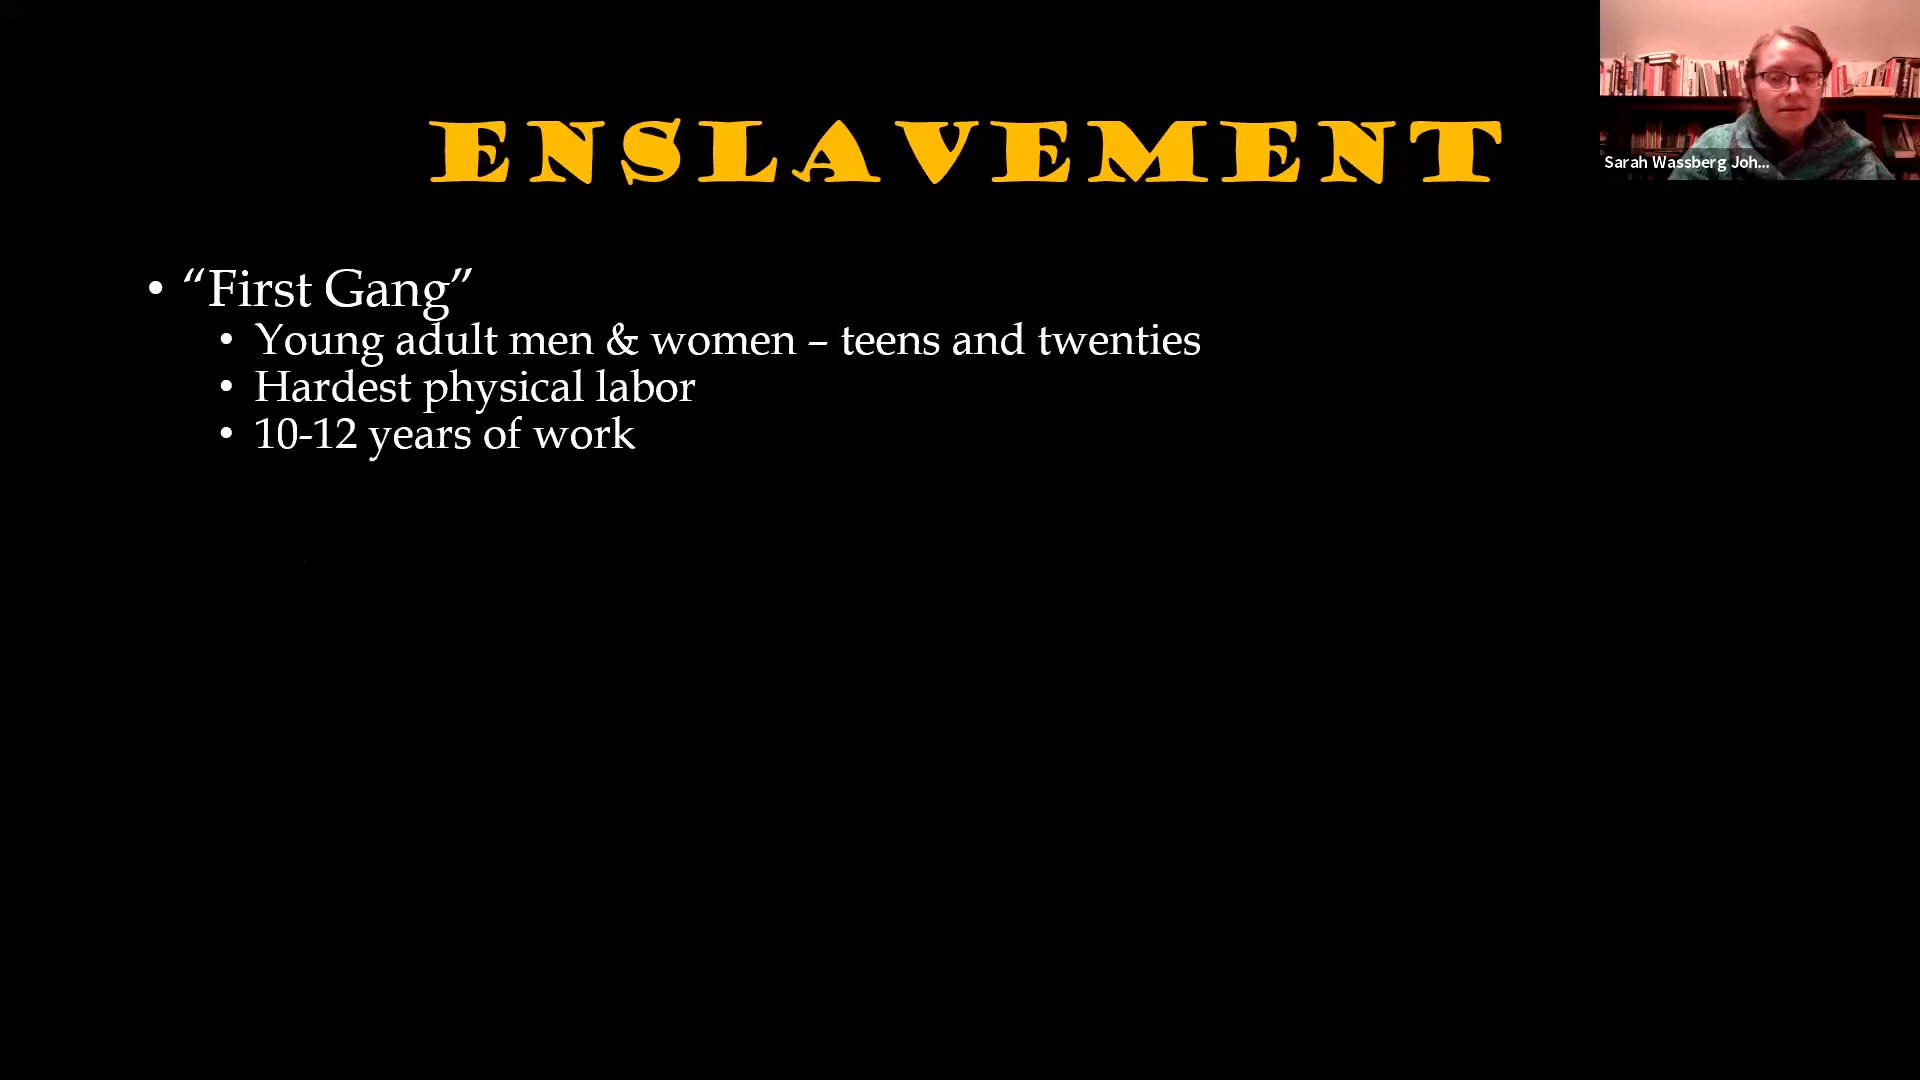 ENSLAVEMENT
Sarah Wassberg Joh...
• “First Gang”
• Young adult men & women – teens and twenties
• Hardest physical labor
• 10-12 years of work